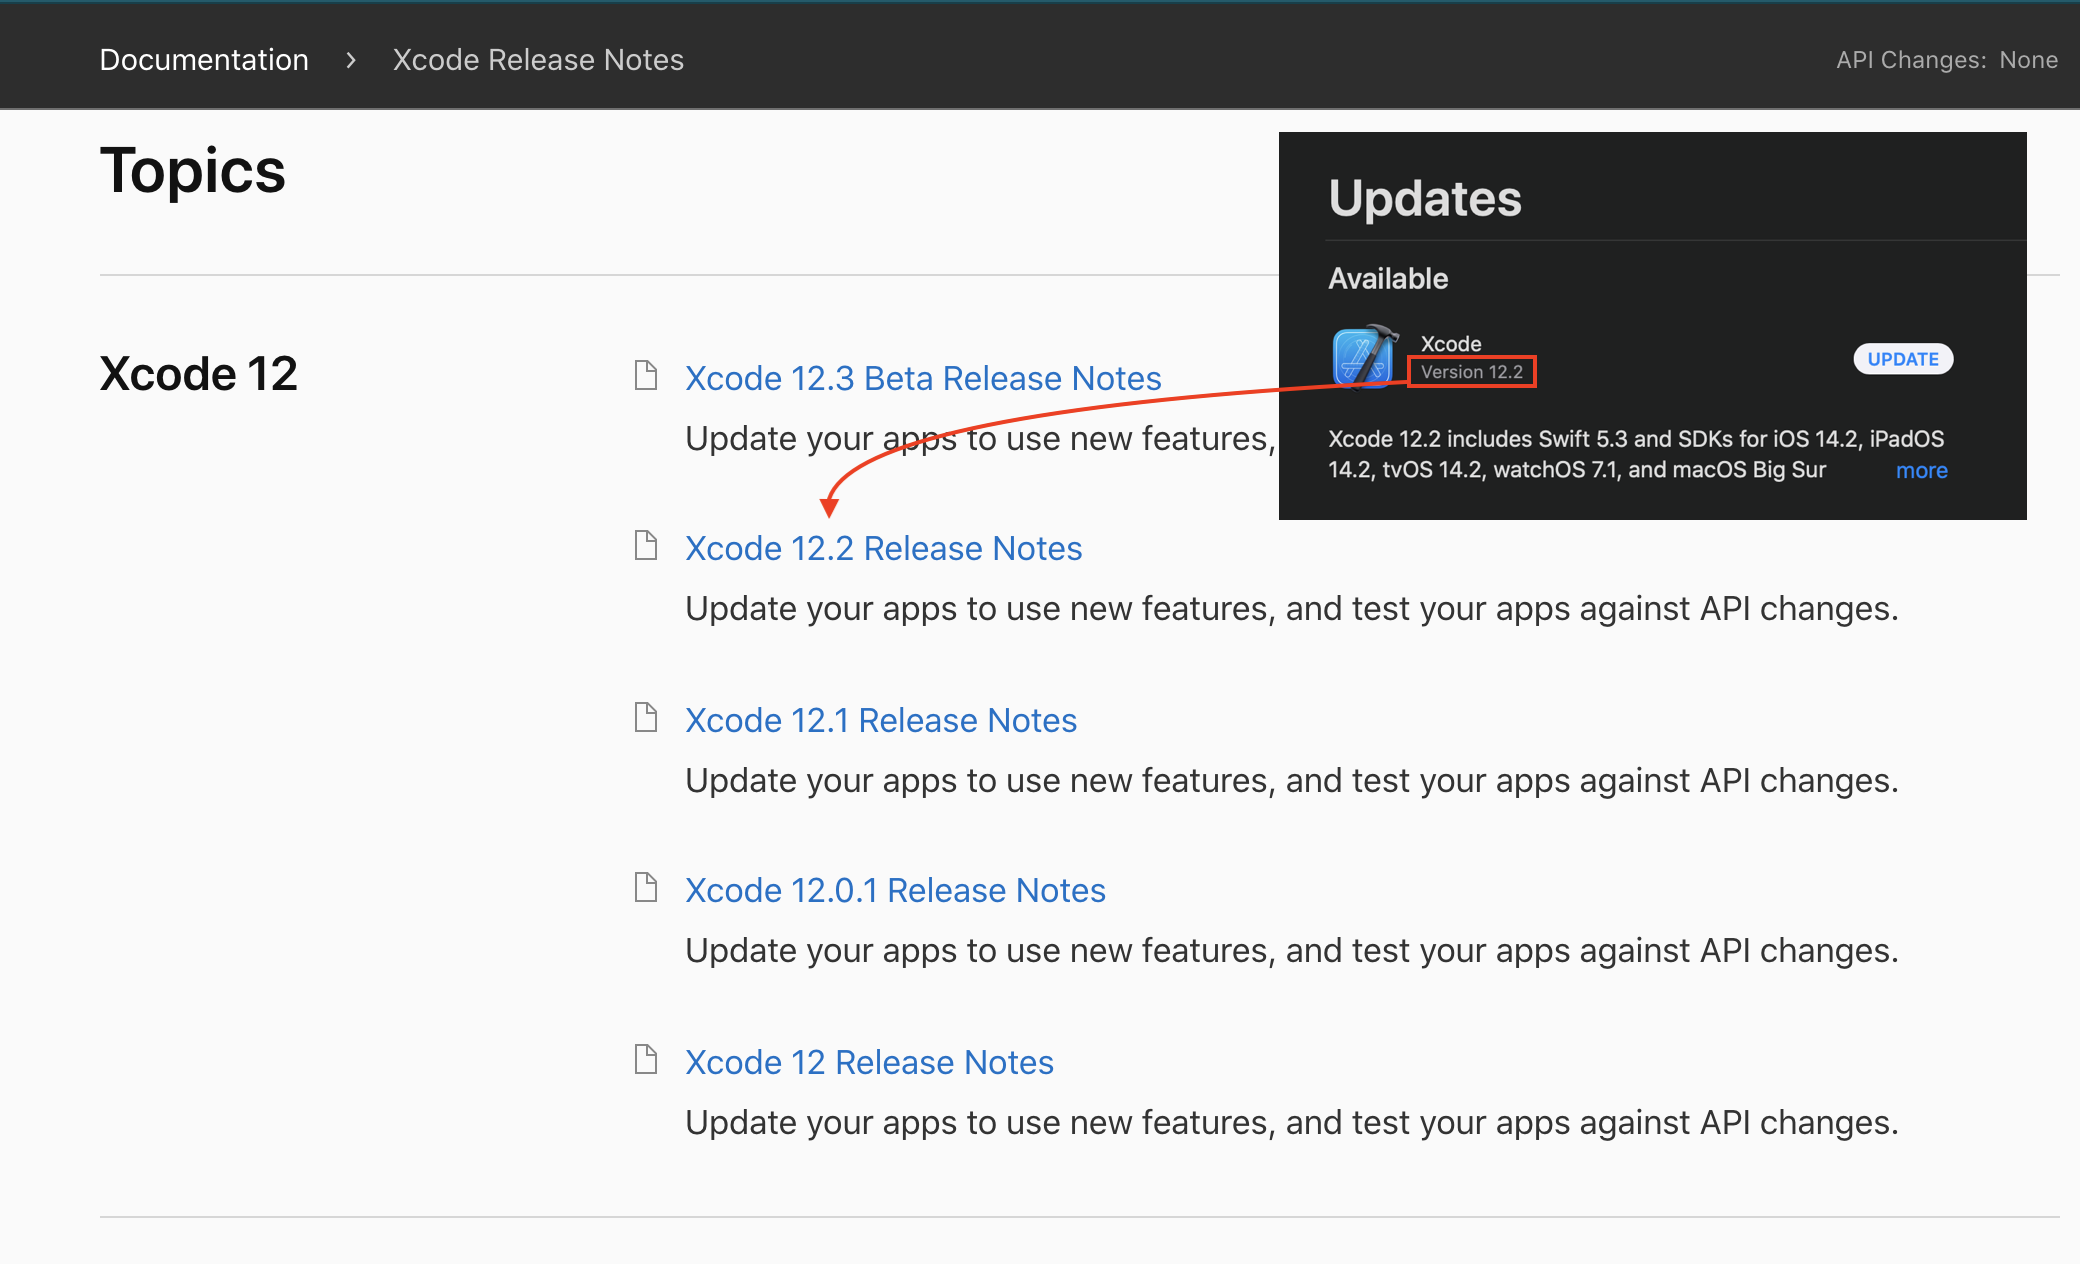 Documentation › Xcode Release Notes API Changes: None
Topics
Updates
Available
Xcode
Version 12.2
UPDATE
Xcode 12.2 includes Swift 5.3 and SDKs for iOS 14.2, iPadOS
14.2, tvOS 14.2, watchOS 7.1, and macOS Big Sur more
Xcode 12
Xcode 12.3 Beta Release Notes
Update your apps to use new features,
Xcode 12.2 Release Notes
Update your apps to use new features, and test your apps against API changes.
Xcode 12.1 Release Notes
Update your apps to use new features, and test your apps against API changes.
Xcode 12.0.1 Release Notes
Update your apps to use new features, and test your apps against API changes.
Xcode 12 Release Notes
Update your apps to use new features, and test your apps against API changes.